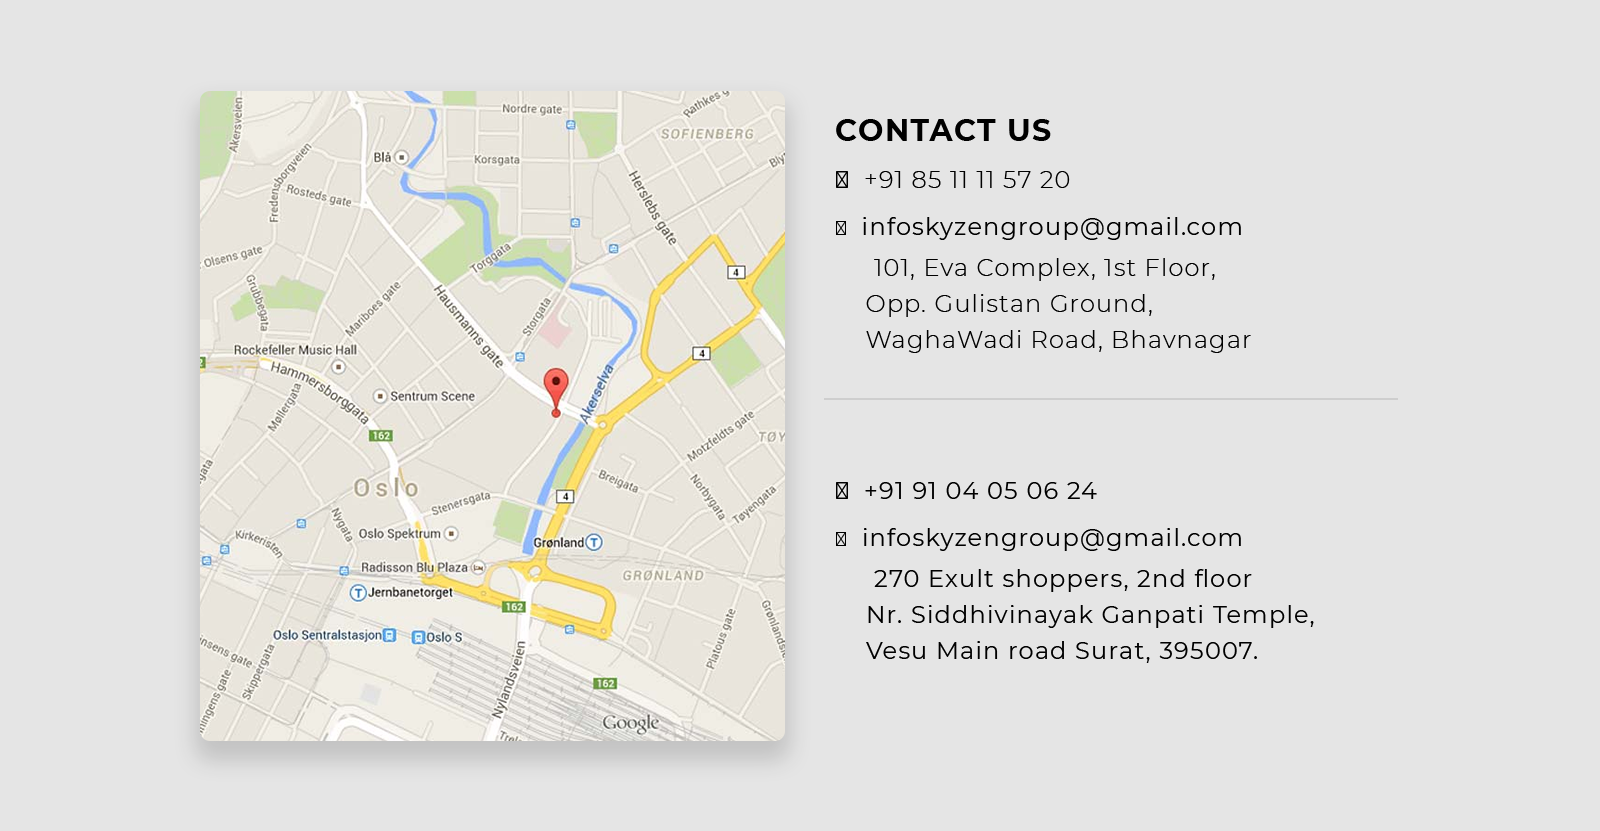 Nordre gate
Rathkes g
Akersveien
SOFIENBERG
Blå
Korsgata
Fredensborgveien
Rosteds gate
Herslebs gate
Olsens gate
Torggata
4
Grubbegata
Mariboes gate
Hausmanns gate
Storgata
Rockefeller Music Hall
4
Hammersborggata
Møllergata
Sentrum Scene
Akerselva
162
Motzfeldts gate
TØY
Oslo
Stenersgata
4
Breigata
Norbygata
Tøyengata
Nygata
Kirkeristen
Oslo Spektrum
Grønland
T
Radisson Blu Plaza
GRØNLAND
T
Jernbanetorget
162
Oslo Sentralstasjon
Oslo S
Platous gate
Grønlands
nsens gate
Skippergata
Nylandsveien
162
Google
CONTACT US
+91 85 11 11 57 20
infoskyzengroup@gmail.com
101, Eva Complex, 1st Floor,
Opp. Gulistan Ground,
WaghaWadi Road, Bhavnagar
+91 91 04 05 06 24
infoskyzengroup@gmail.com
270 Exult shoppers, 2nd floor
Nr. Siddhivinayak Ganpati Temple,
Vesu Main road Surat, 395007.